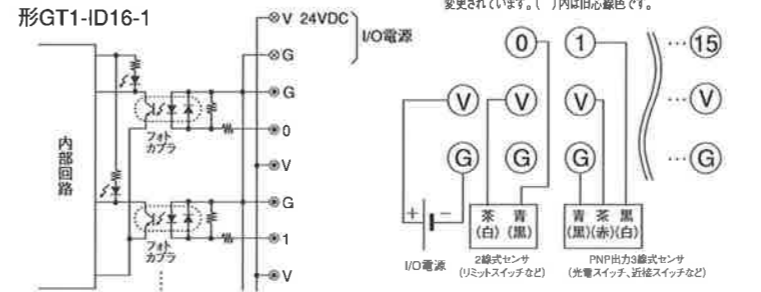 変更されています。( )内は旧心線色です。
形GT1-ID16-1
V 24VDC
I/O電源
G
G
フォト
カプラ
0
内部回路
V
G
フォト
カプラ
1
V
0 1 …15
V V V …V
G G G …G
+ −
茶 青
(白) (黒)
青 茶 黒
(黒)(赤)(白)
I/O電源
2線式センサ
(リミットスイッチなど)
PNP出力3線式センサ
(光電スイッチ、近接スイッチなど)